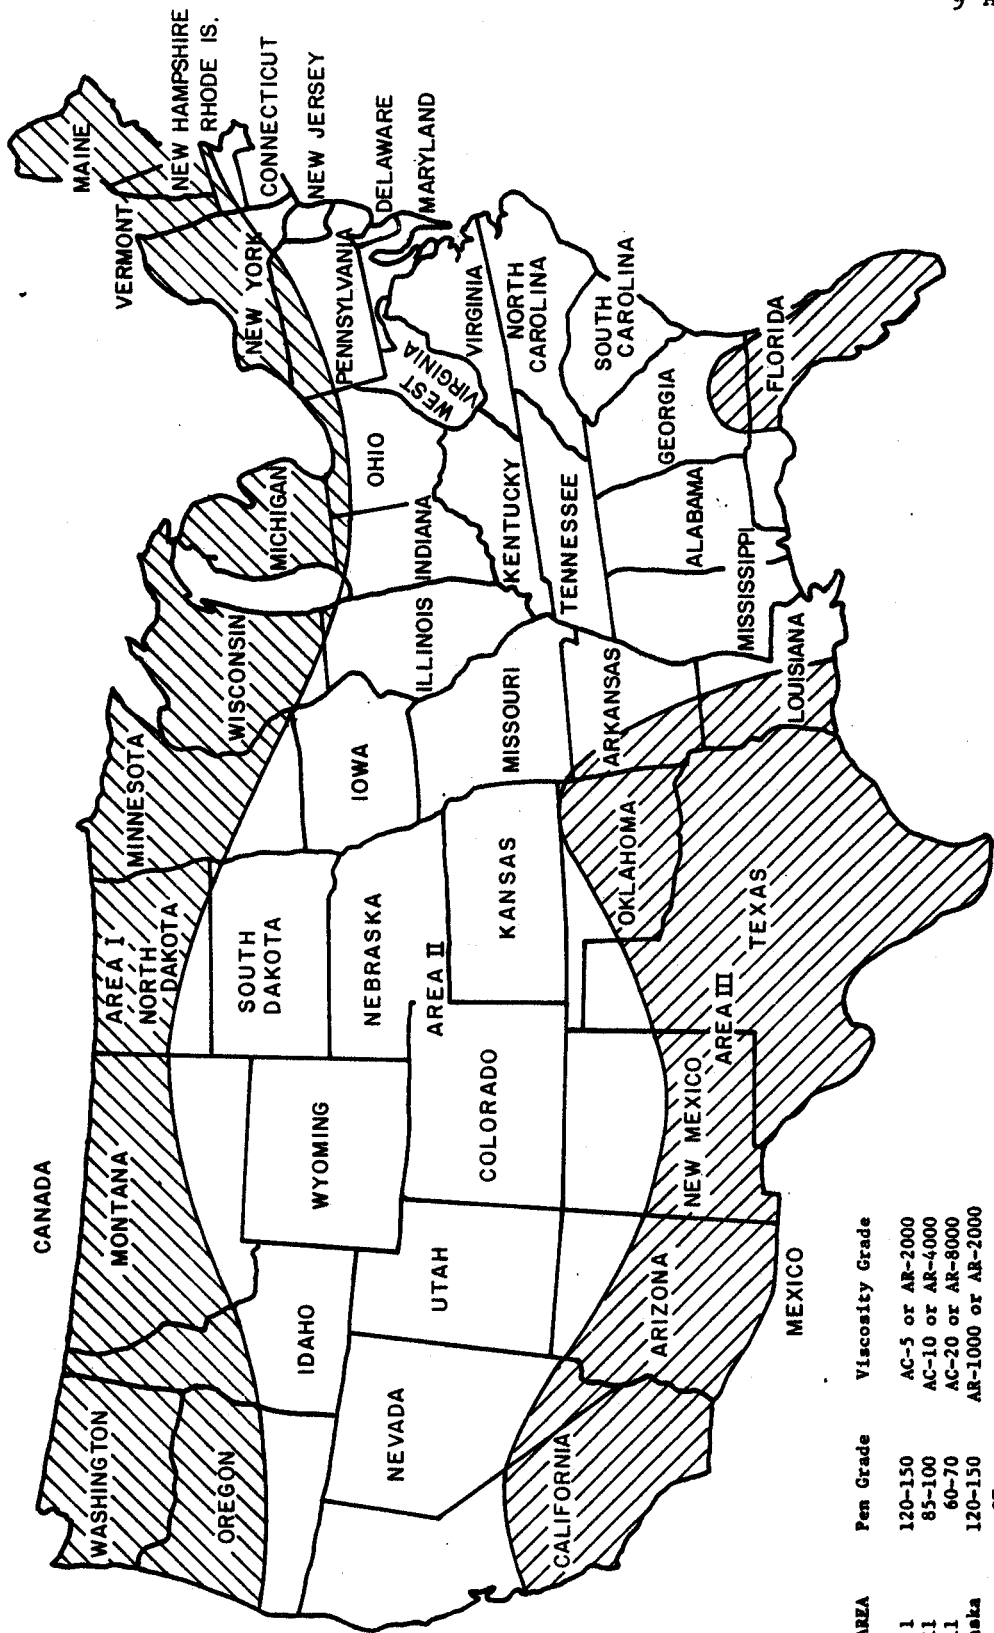 CANADA
WASHINGTON
MONTANA
AREA I
NORTH
DAKOTA
MINNESOTA
VERMONT
MAINE
NEW HAMPSHIRE
RHODE IS.
CONNECTICUT
NEW JERSEY
DELAWARE
MARYLAND
OREGON
IDAHO
WYOMING
SOUTH
DAKOTA
WISCONSIN
MICHIGAN
NEW YORK
PENNSYLVANIA
NEVADA
UTAH
COLORADO
NEBRASKA
AREA II
IOWA
ILLINOIS
INDIANA
OHIO
WEST
VIRGINIA
VIRGINIA
KANSAS
MISSOURI
KENTUCKY
NORTH
CAROLINA
TENNESSEE
SOUTH
CAROLINA
CALIFORNIA
ARIZONA
NEW MEXICO
AREA III
OKLAHOMA
TEXAS
ARKANSAS
LOUISIANA
MISSISSIPPI
ALABAMA
GEORGIA
FLORIDA
MEXICO
AREA Pen Grade Viscosity Grade
1 120-150 AC-5 or AR-2000
11 85-100 AC-10 or AR-4000
11 60-70 AC-20 or AR-8000
aska 120-150 AR-1000 or AR-2000